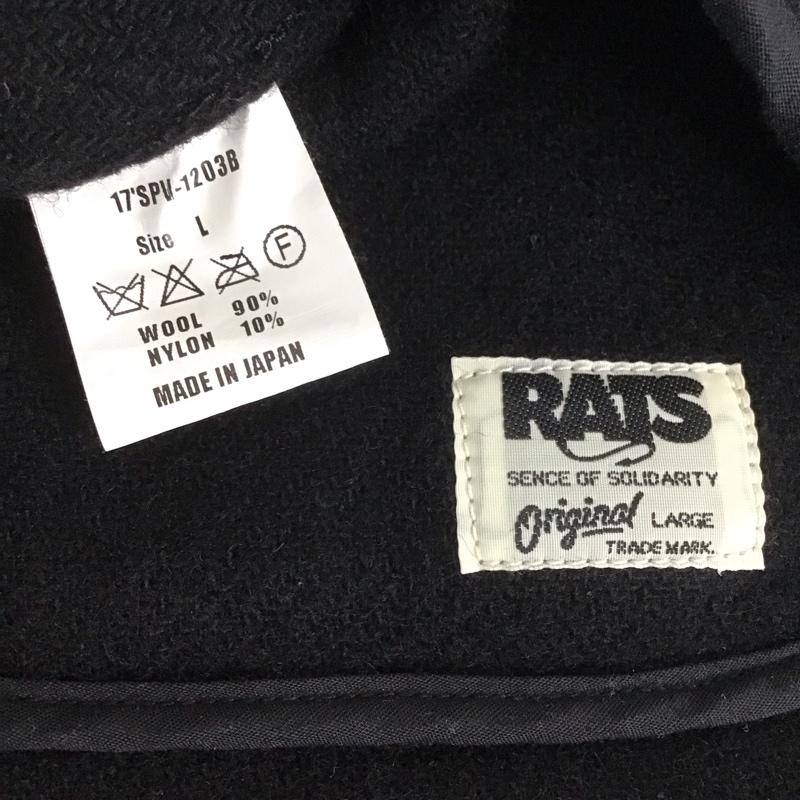 17'SPV-1203B
Size L
F
WOOL 90%
NYLON 10%
MADE IN JAPAN
RATS
SENCE OF SOLIDARITY
Original LARGE
TRADE MARK.